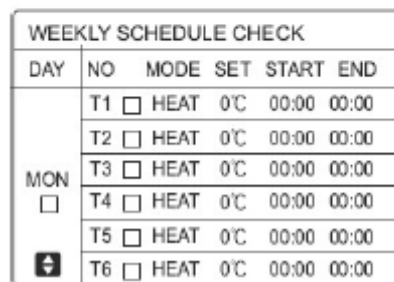 WEEKLY SCHEDULE CHECK
DAY NO MODE SET START END
T1 HEAT 0℃ 00:00 00:00
T2 HEAT 0℃ 00:00 00:00
T3 HEAT 0℃ 00:00 00:00
MON
T4 HEAT 0℃ 00:00 00:00
T5 HEAT 0℃ 00:00 00:00
T6 HEAT 0℃ 00:00 00:00